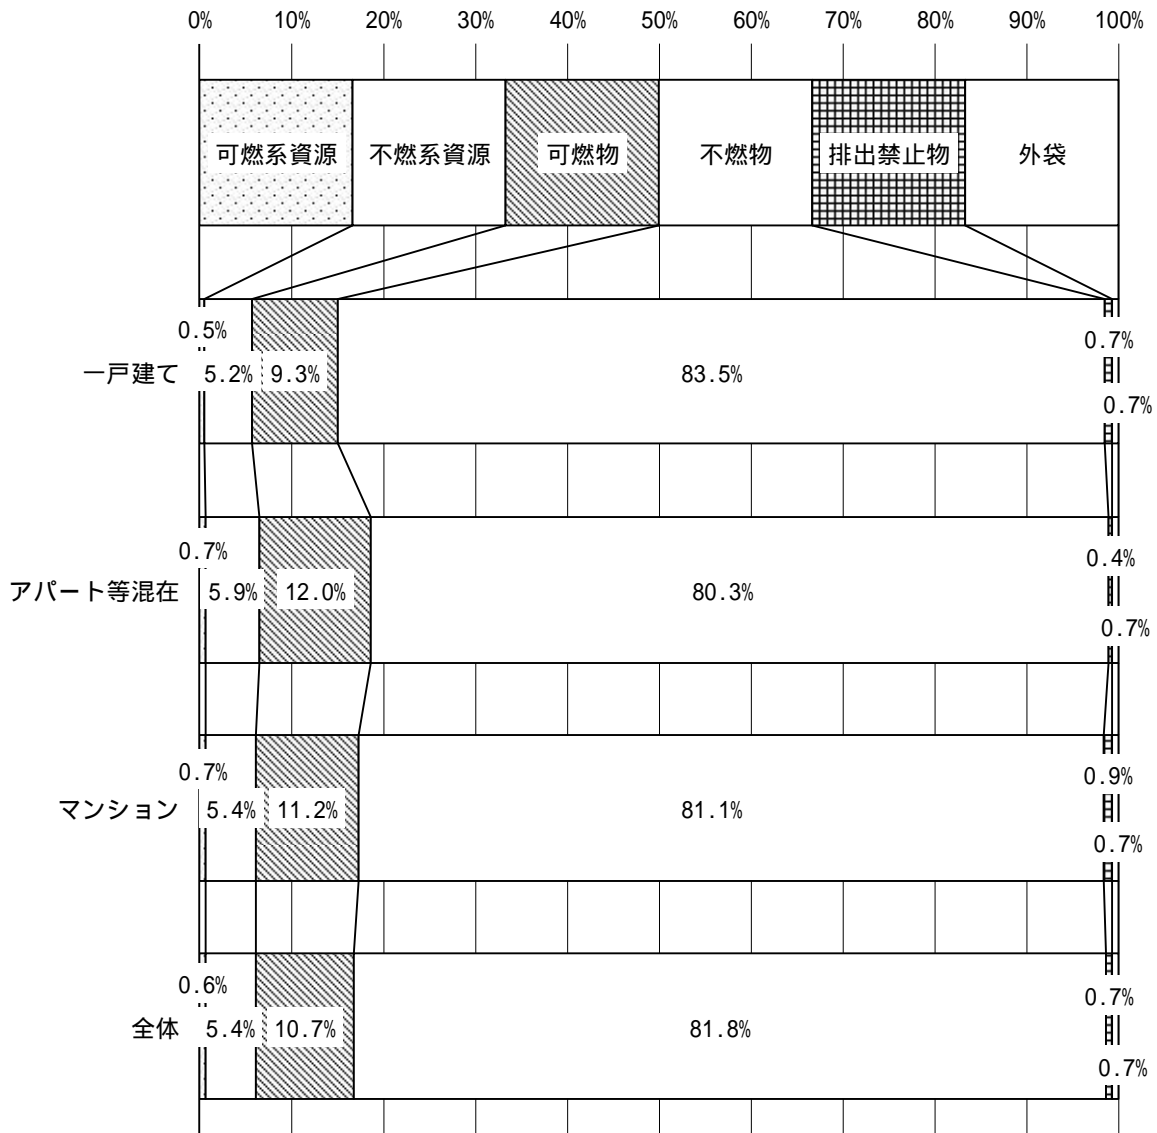 0% 10% 20% 30% 40% 50% 60% 70% 80% 90% 100%
可燃系資源 不燃系資源 可燃物 不燃物 排出禁止物 外袋
0.5% 0.7%
一戸建て 5.2% 9.3% 83.5%
0.7%
0.7% 0.4%
アパート等混在 5.9% 12.0% 80.3%
0.7%
0.7% 0.9%
マンション 5.4% 11.2% 81.1%
0.7%
0.6% 0.7%
全体 5.4% 10.7% 81.8%
0.7%